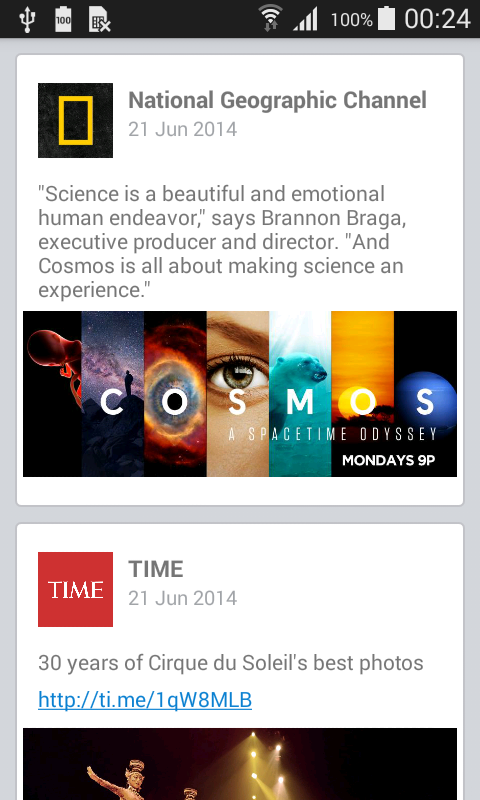 100
100% 00:24
National Geographic Channel
21 Jun 2014
"Science is a beautiful and emotional
human endeavor," says Brannon Braga,
executive producer and director. "And
Cosmos is all about making science an
experience."
COSMOS
A SPACETIME ODYSSEY
MONDAYS 9P
TIME
TIME
21 Jun 2014
30 years of Cirque du Soleil's best photos
http://ti.me/1qW8MLB